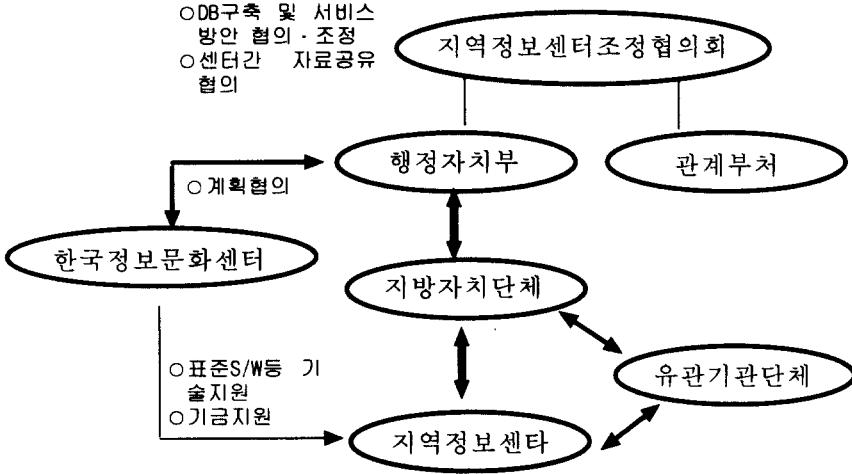 ○DB구축 및 서비스
방안 협의·조정
○센터간 자료공유
협의
지역정보센터조정협의회
행정자치부
관계부처
○계획협의
한국정보문화센터
지방자치단체
○표준S/W등 기
술지원
○기금지원
유관기관단체
지역정보센타